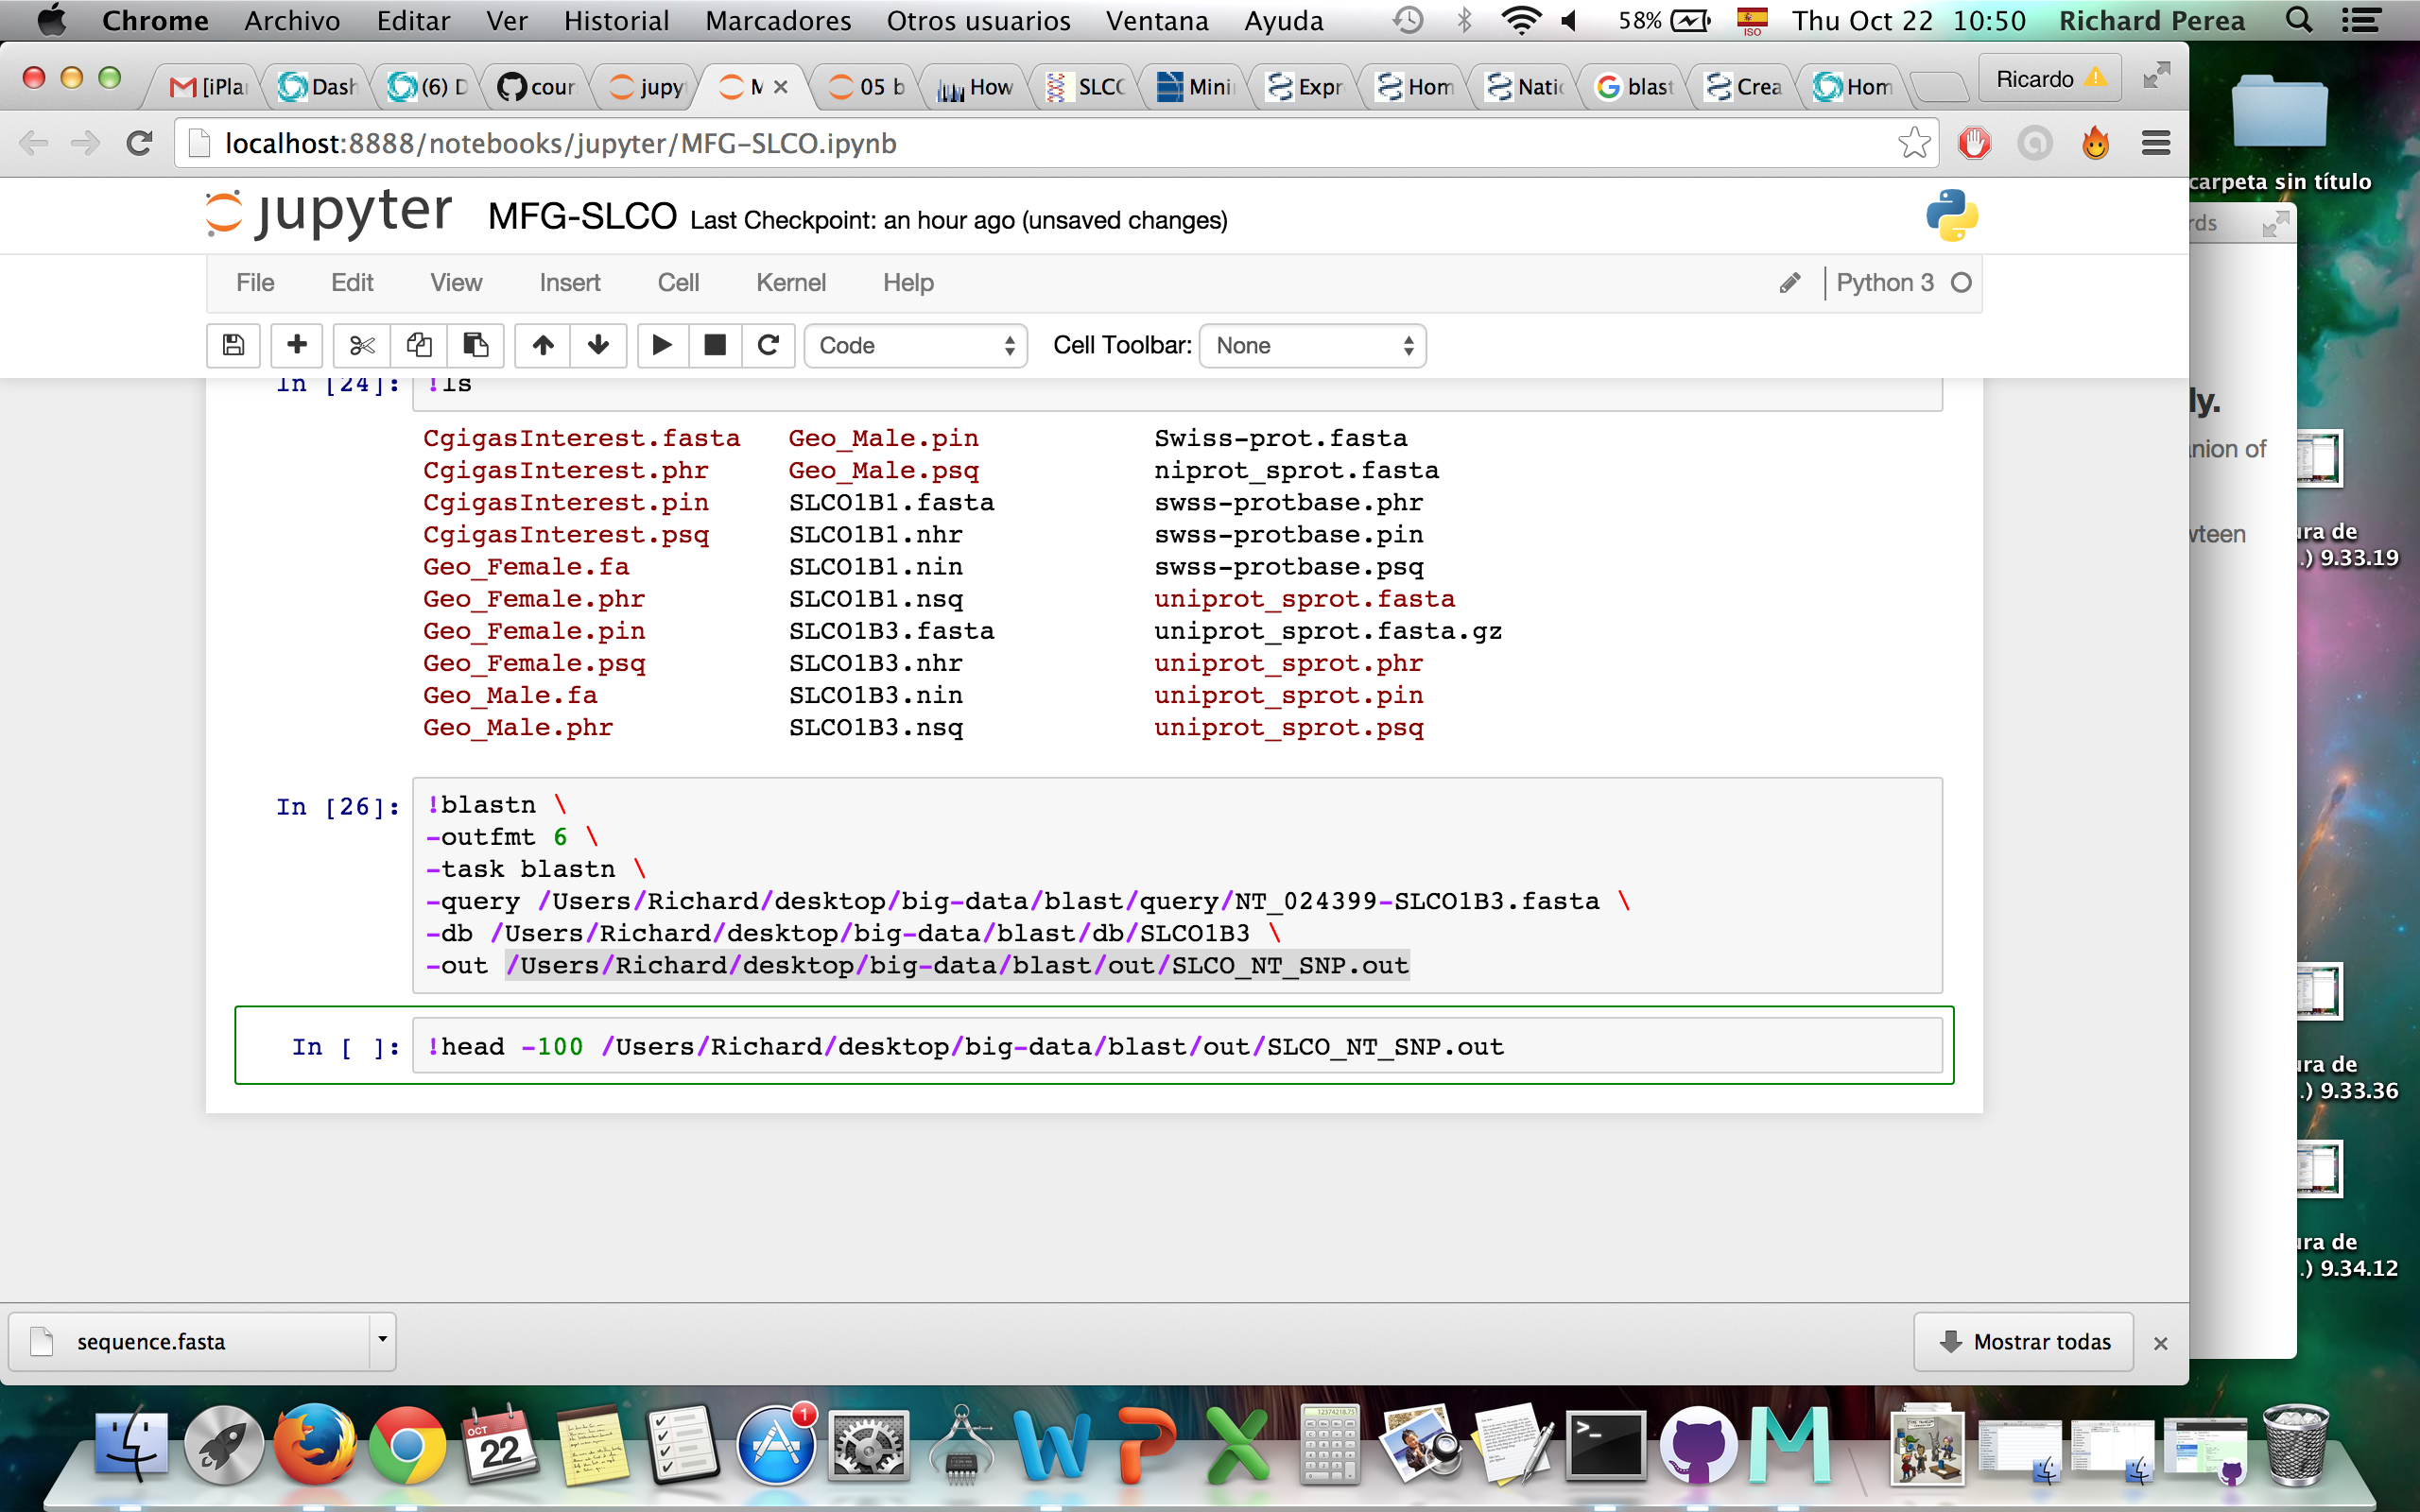 Chrome Archivo Editar Ver Historial Marcadores Otros usuarios Ventana Ayuda 58% ISO Thu Oct 22 10:50 Richard Perea
[iPlan Dash (6) D cour jupy M 05 b How SLCC Mini Expr Hom Natio blast Crea Hom Ricardo
localhost:8888/notebooks/jupyter/MFG-SLCO.ipynb
carpeta sin título
jupyter MFG-SLCO Last Checkpoint: an hour ago (unsaved changes)
rds
File Edit View Insert Cell Kernel Help Python 3
Code Cell Toolbar: None
In [24]: !ls
ly.
CgigasInterest.fasta Geo_Male.pin Swiss-prot.fasta
nion of
CgigasInterest.phr Geo_Male.psq niprot_sprot.fasta
CgigasInterest.pin SLCO1B1.fasta swss-protbase.phr
CgigasInterest.psq SLCO1B1.nhr swss-protbase.pin
wteen
ura de
.) 9.33.19
Geo_Female.fa SLCO1B1.nin swss-protbase.psq
Geo_Female.phr SLCO1B1.nsq uniprot_sprot.fasta
Geo_Female.pin SLCO1B3.fasta uniprot_sprot.fasta.gz
Geo_Female.psq SLCO1B3.nhr uniprot_sprot.phr
Geo_Male.fa SLCO1B3.nin uniprot_sprot.pin
Geo_Male.phr SLCO1B3.nsq uniprot_sprot.psq
In [26]: !blastn \
-outfmt 6 \
-task blastn \
-query /Users/Richard/desktop/big-data/blast/query/NT_024399-SLCO1B3.fasta \
-db /Users/Richard/desktop/big-data/blast/db/SLCO1B3 \
-out /Users/Richard/desktop/big-data/blast/out/SLCO_NT_SNP.out
In [ ]: !head -100 /Users/Richard/desktop/big-data/blast/out/SLCO_NT_SNP.out
ura de
.) 9.33.36
ura de
.) 9.34.12
sequence.fasta Mostrar todas
OCT
22
1
12374218.75